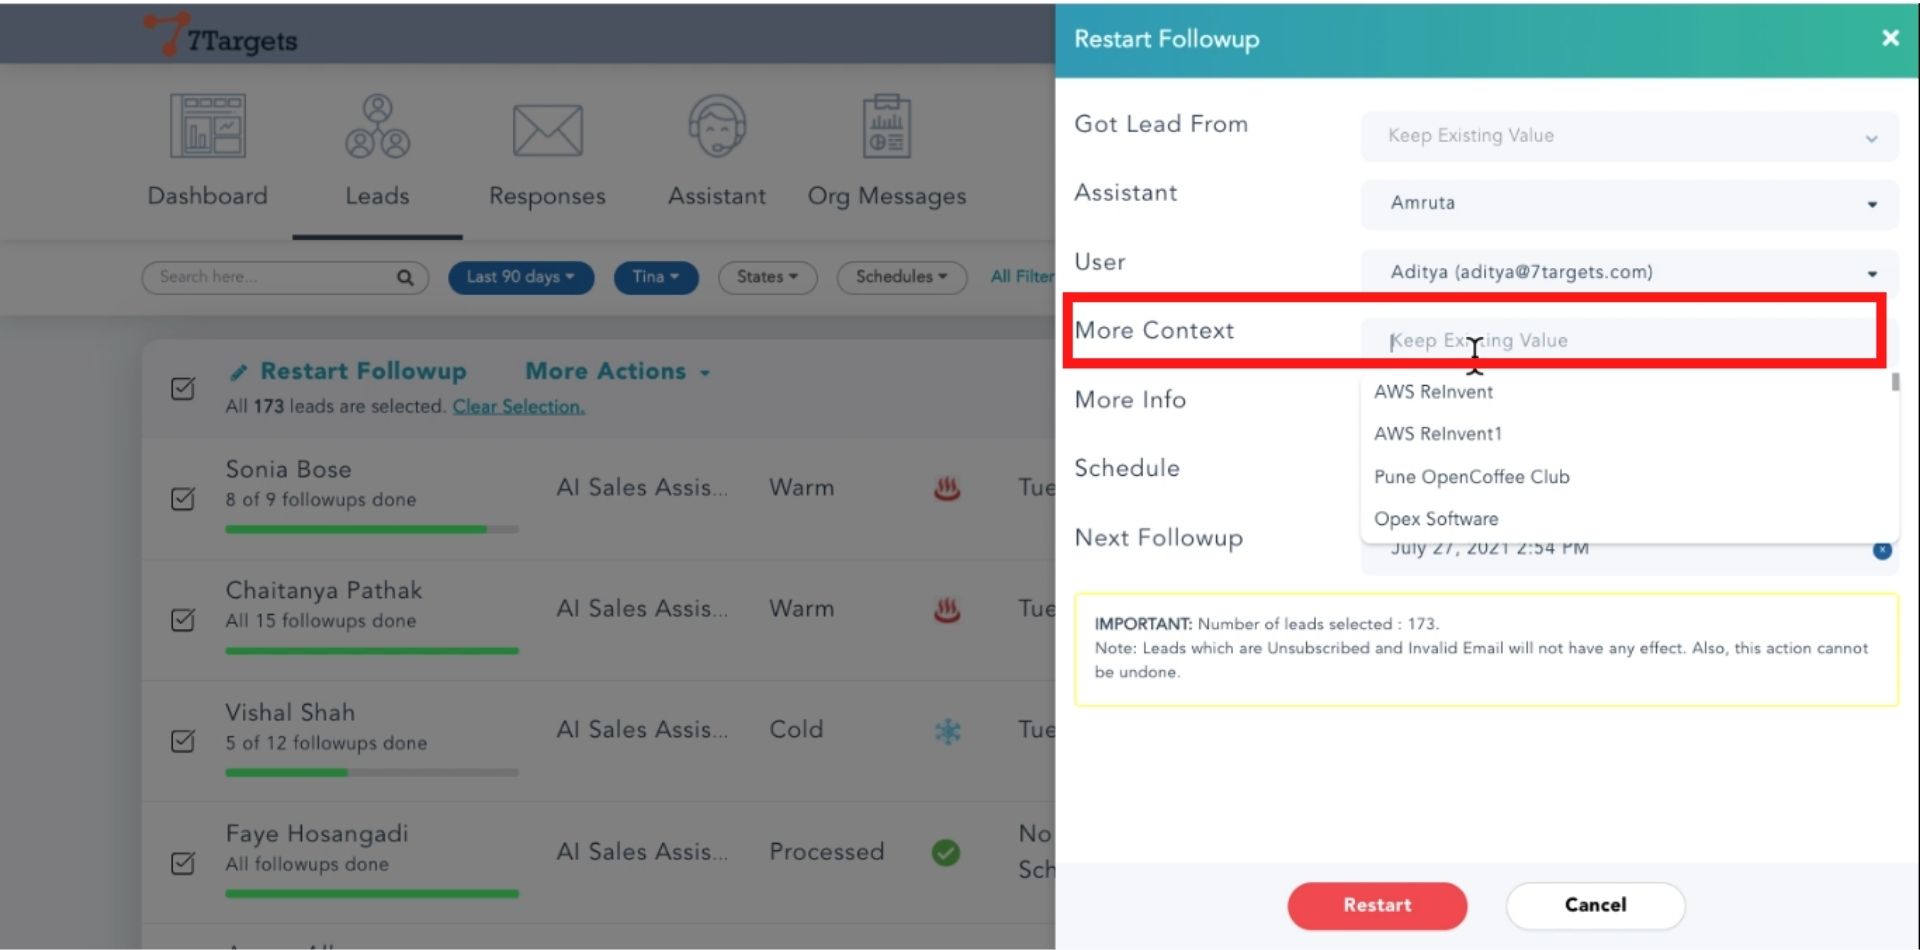 7Targets
Dashboard
Leads
Responses
Assistant
Org Messages
Search here...
Last 90 days
Tina
States
Schedules
All Filter
Restart Followup
More Actions
All 173 leads are selected. Clear Selection.
Sonia Bose
8 of 9 followups done
AI Sales Assis...
Warm
Tue
Chaitanya Pathak
All 15 followups done
AI Sales Assis...
Warm
Tue
Vishal Shah
5 of 12 followups done
AI Sales Assis...
Cold
Tue
Faye Hosangadi
All followups done
AI Sales Assis...
Processed
No
Sch
Restart Followup
Got Lead From
Keep Existing Value
Assistant
Amruta
User
Aditya (aditya@7targets.com)
More Context
Keep Existing Value
AWS ReInvent
AWS ReInvent1
Pune OpenCoffee Club
Opex Software
More Info
Schedule
Next Followup
July 27, 2021 2:54 PM
IMPORTANT: Number of leads selected : 173.
Note: Leads which are Unsubscribed and Invalid Email will not have any effect. Also, this action cannot
be undone.
Restart
Cancel